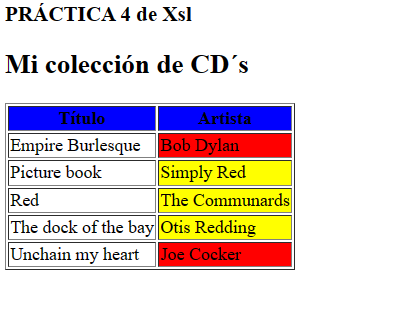 PRÁCTICA 4 de Xsl
Mi colección de CD´s
Título Artista
Empire Burlesque Bob Dylan
Picture book Simply Red
Red The Communards
The dock of the bay Otis Redding
Unchain my heart Joe Cocker